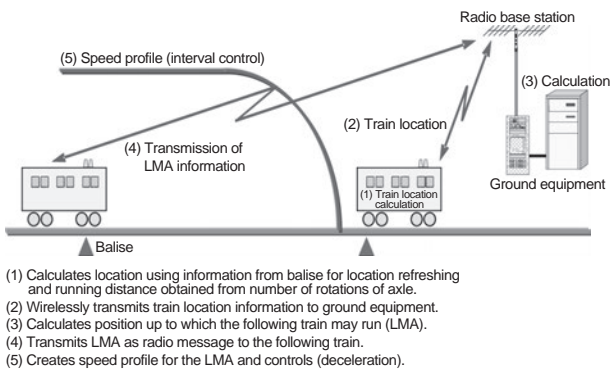 Radio base station
(5) Speed profile (interval control)
(3) Calculation
(2) Train location
(4) Transmission of
LMA information
Ground equipment
(1) Train location
calculation
Balise
(1) Calculates location using information from balise for location refreshing
and running distance obtained from number of rotations of axle.
(2) Wirelessly transmits train location information to ground equipment.
(3) Calculates position up to which the following train may run (LMA).
(4) Transmits LMA as radio message to the following train.
(5) Creates speed profile for the LMA and controls (deceleration).